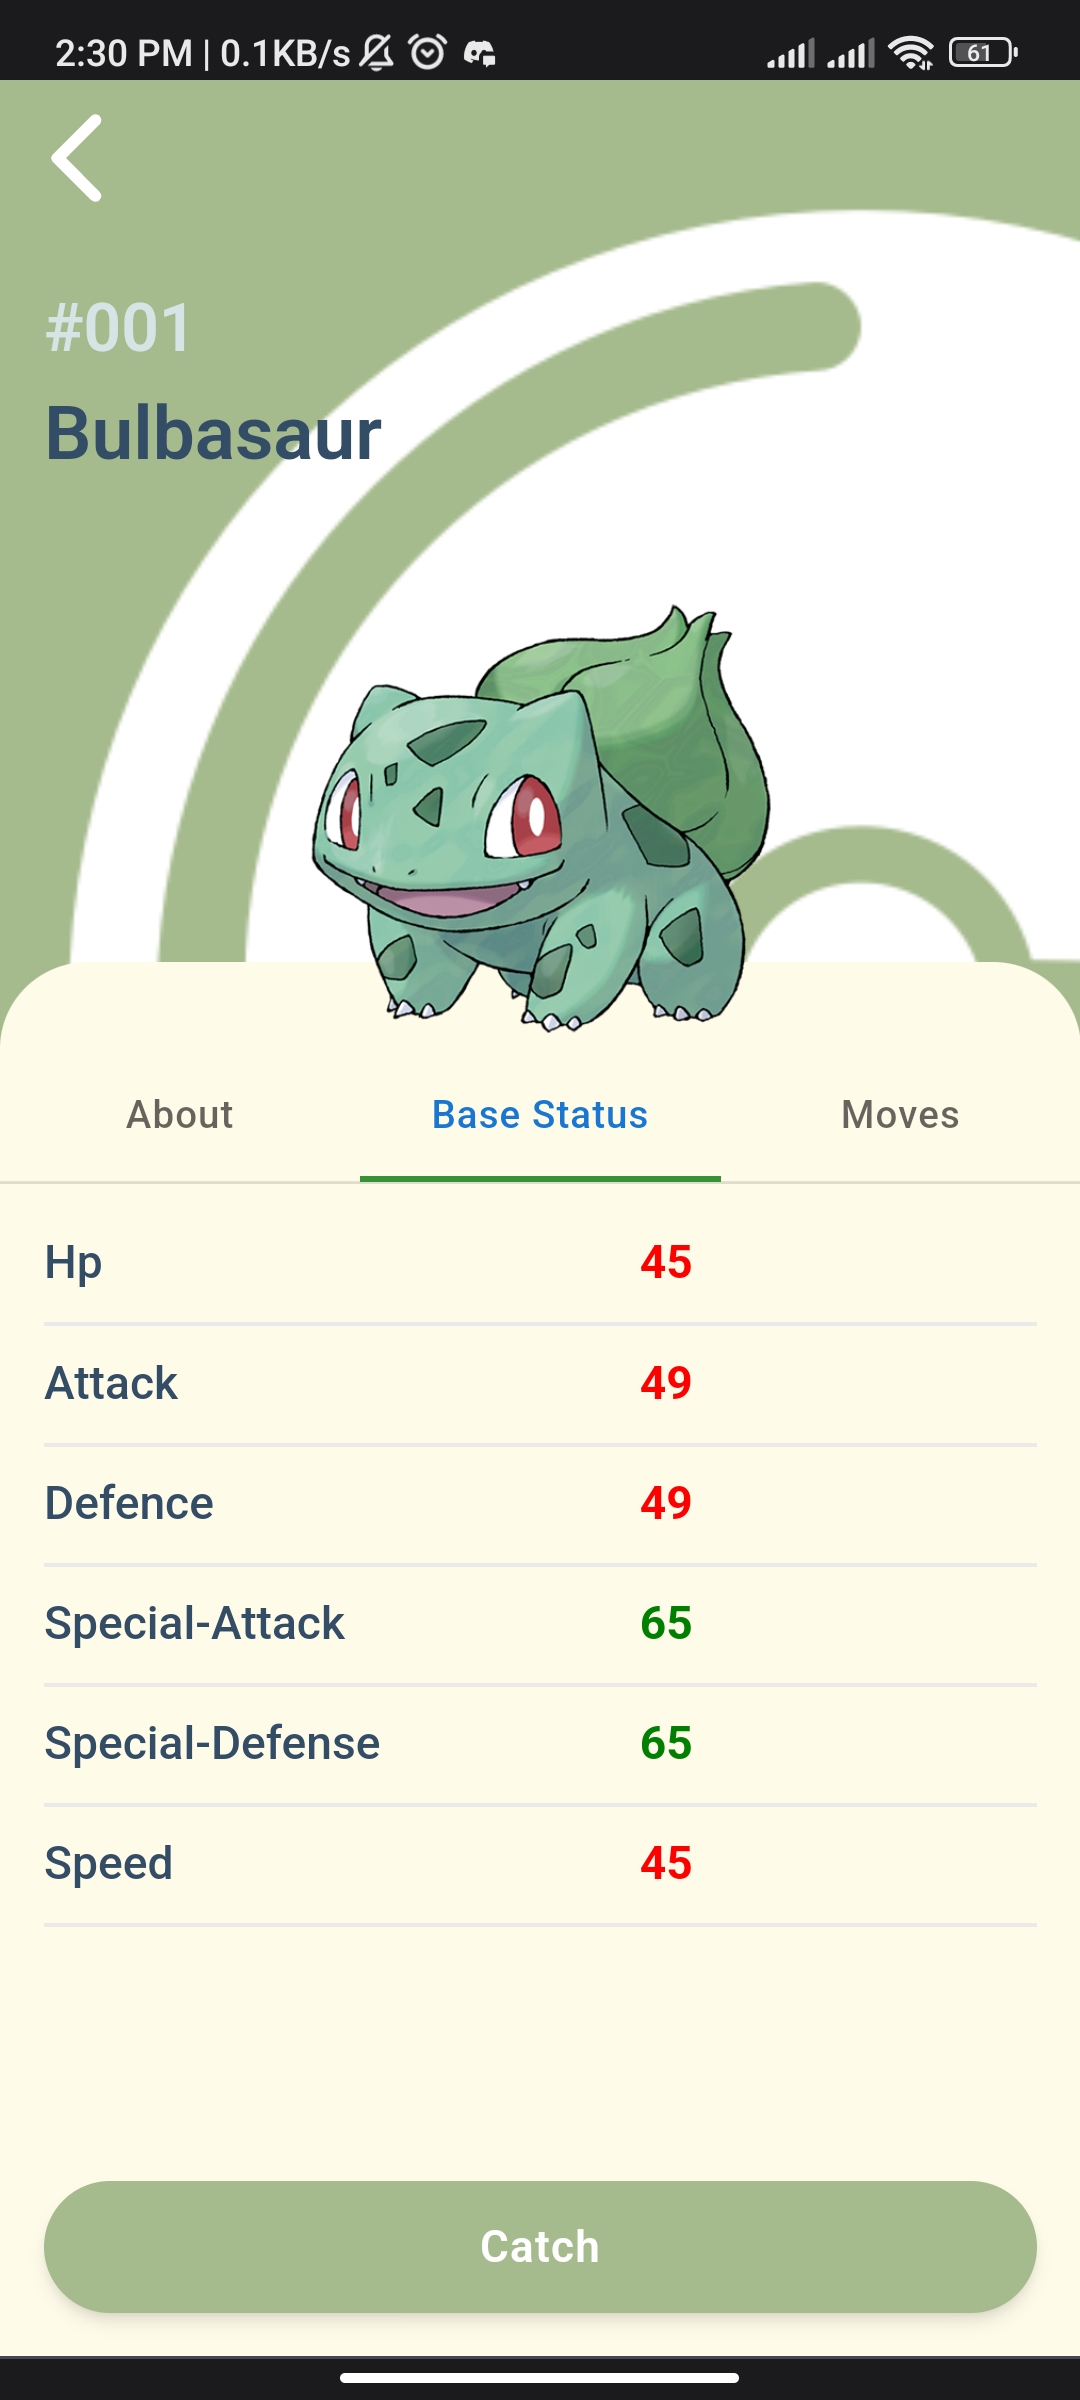 2:30 PM | 0.1KB/s
61
#001
Bulbasaur
About Base Status Moves
Hp 45
Attack 49
Defence 49
Special-Attack 65
Special-Defense 65
Speed 45
Catch